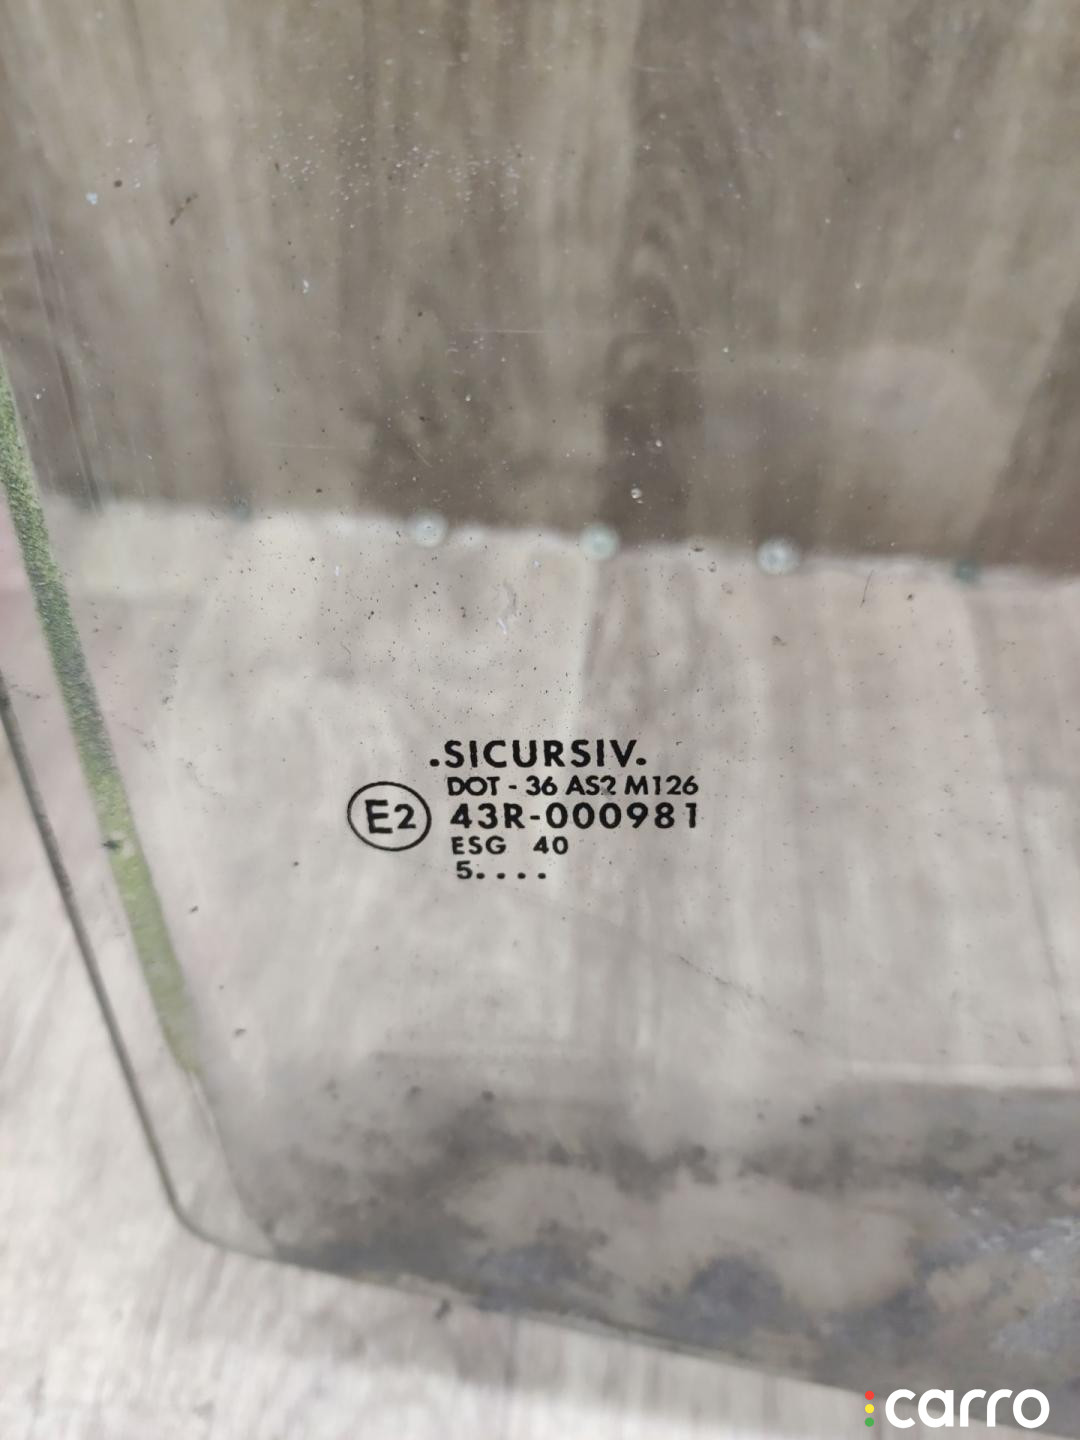 .SICURSIV.
DOT - 36 AS2 M126
E2 43R-000981
ESG 40
5. . . .
carro